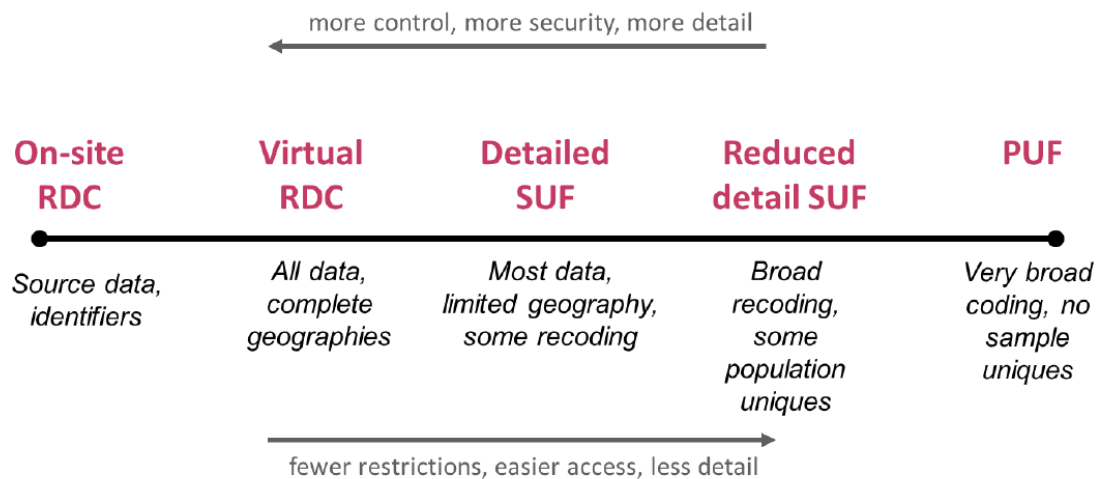 more control, more security, more detail
On-site
RDC
Virtual
RDC
Detailed
SUF
Reduced
detail SUF
PUF
Source data,
identifiers
All data,
complete
geographies
Most data,
limited geography,
some recoding
Broad
recoding,
some
population
uniques
Very broad
coding, no
sample
uniques
fewer restrictions, easier access, less detail